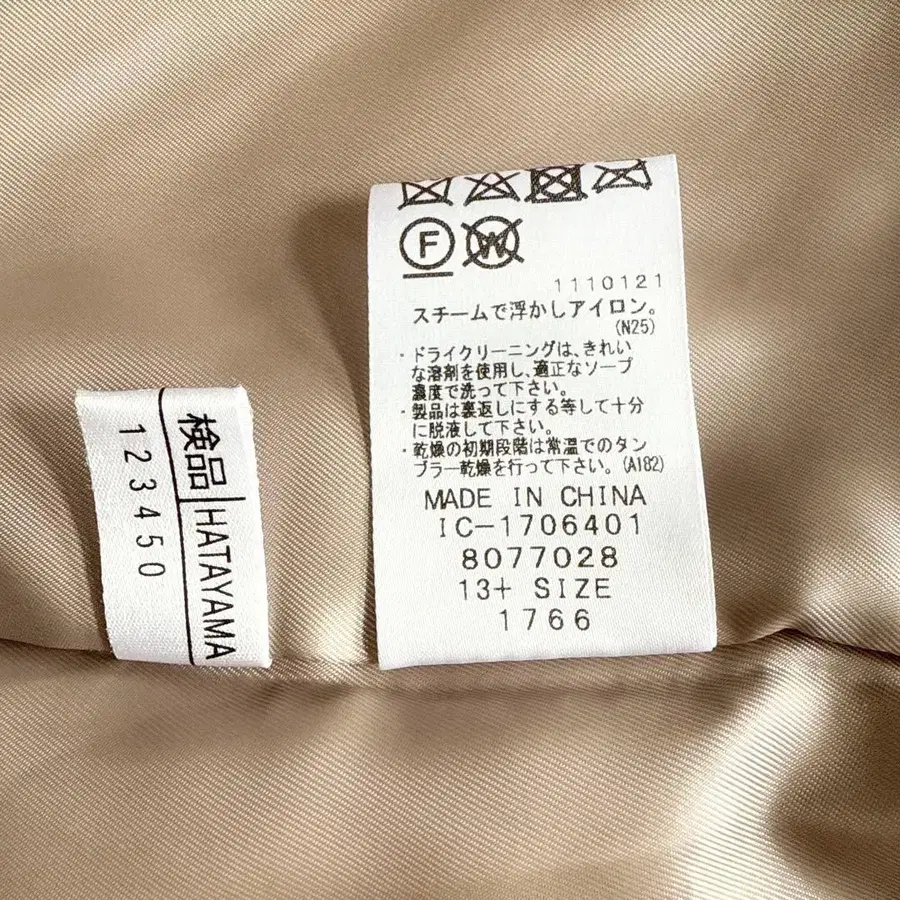 検品
HATAYAMA
123450
F
W
1110121
スチームで浮かしアイロン。
(N25)
・ドライクリーニングは、きれい
な溶剤を使用し、適正なソープ
濃度で洗って下さい。
・製品は裏返しにする等して十分
に脱液して下さい。
・乾燥の初期段階は常温でのタン
ブラー乾燥を行って下さい。(A182)
MADE IN CHINA
IC-1706401
8077028
13+ SIZE
1766